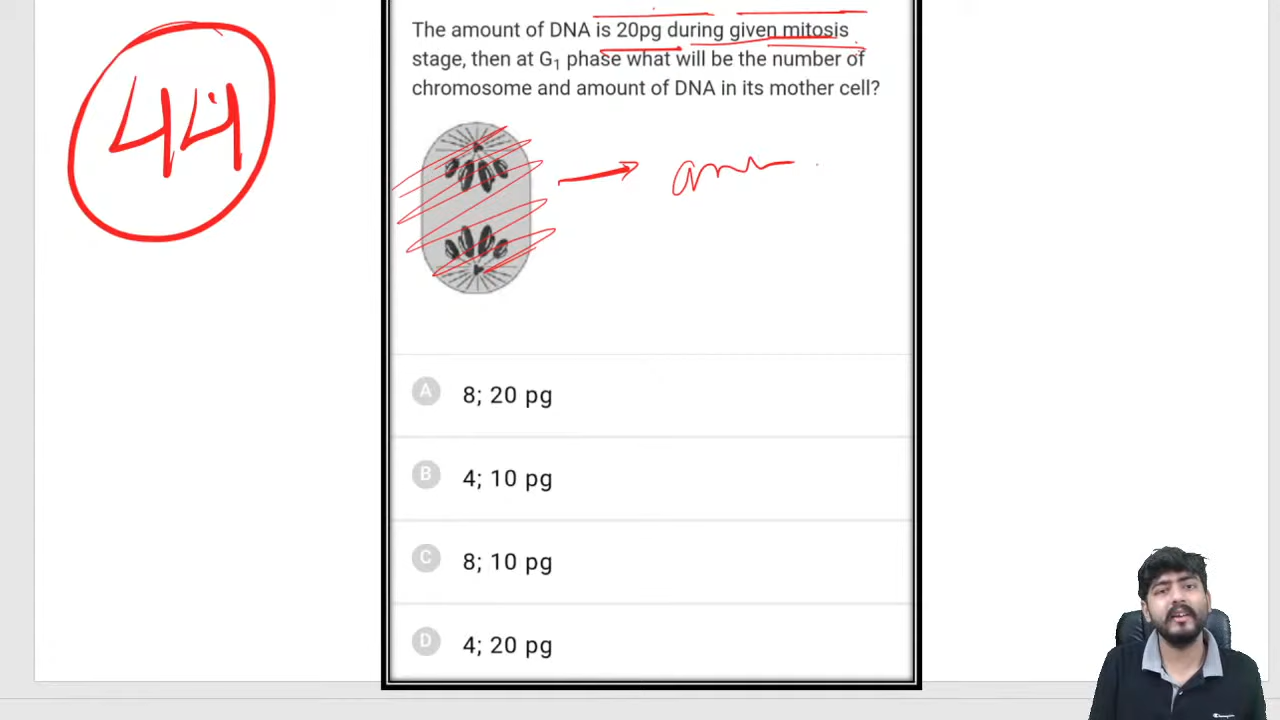 44
The amount of DNA is 20pg during given mitosis
stage, then at G₁ phase what will be the number of
chromosome and amount of DNA in its mother cell?
ana
A 8; 20 pg
B 4; 10 pg
C 8; 10 pg
D 4; 20 pg